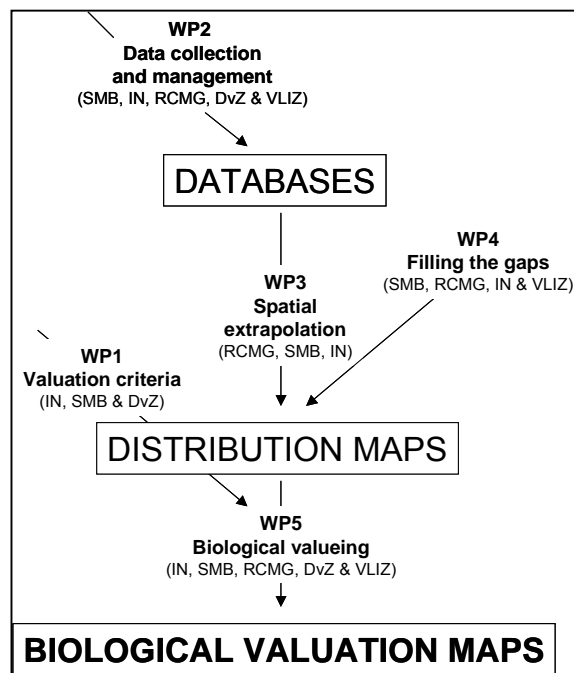 WP2
Data collection
and management
(SMB, IN, RCMG, DvZ & VLIZ)
DATABASES
WP4
Filling the gaps
(SMB, RCMG, IN & VLIZ)
WP3
Spatial
extrapolation
(RCMG, SMB, IN)
WP1
Valuation criteria
(IN, SMB & DvZ)
DISTRIBUTION MAPS
WP5
Biological valueing
(IN, SMB, RCMG, DvZ & VLIZ)
BIOLOGICAL VALUATION MAPS